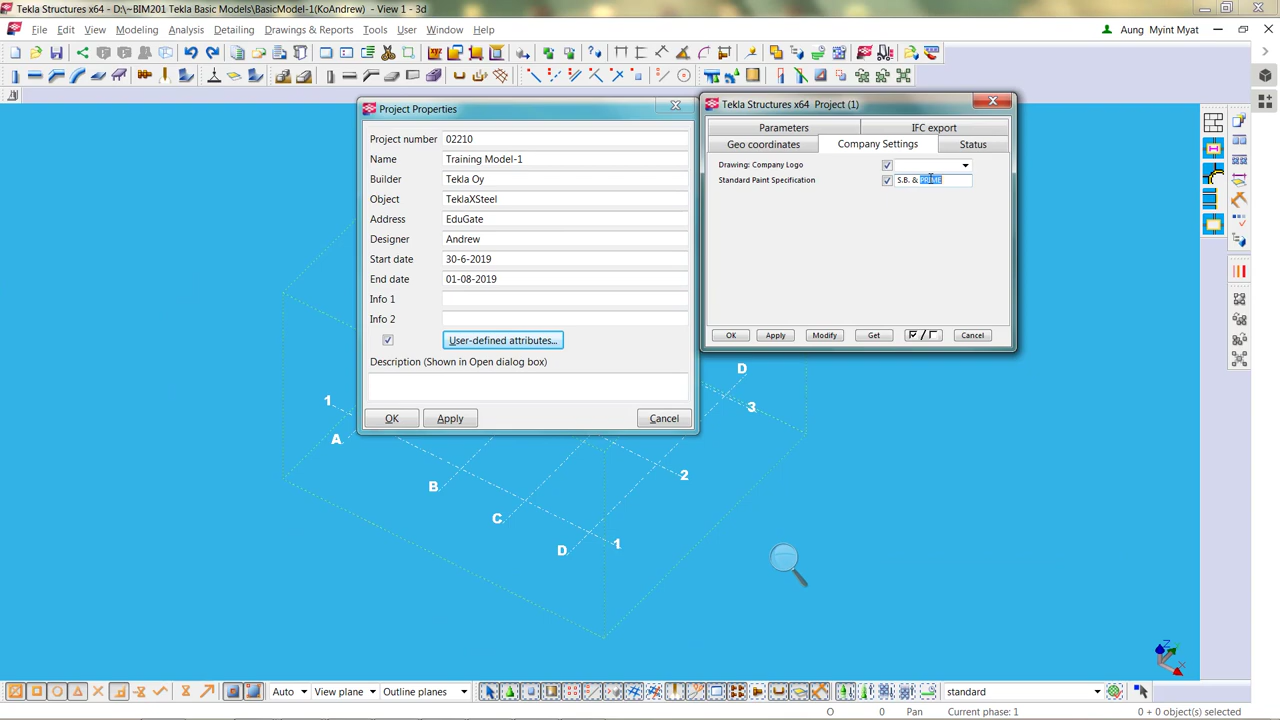 Tekla Structures x64 - D:\~BIM201 Tekla Basic Models\BasicModel-1(KoAndrew) - View 1 - 3d
File Edit View Modeling Analysis Detailing Drawings & Reports Tools User Window Help
Aung Myint Myat
Project Properties
Project number 02210
Name Training Model-1
Builder Tekla Oy
Object TeklaXSteel
Address EduGate
Designer Andrew
Start date 30-6-2019
End date 01-08-2019
Info 1
Info 2
User-defined attributes...
Description (Shown in Open dialog box)
OK Apply Cancel
Tekla Structures x64 Project (1)
Parameters IFC export
Geo coordinates Company Settings Status
Drawing: Company Logo
Standard Paint Specification S.B. & PRIME
OK Apply Modify Get / Cancel
D
3
1
A
2
B
C
1
D
Z
Auto View plane Outline planes standard
O 0 Pan Current phase: 1 0 + 0 object(s) selected